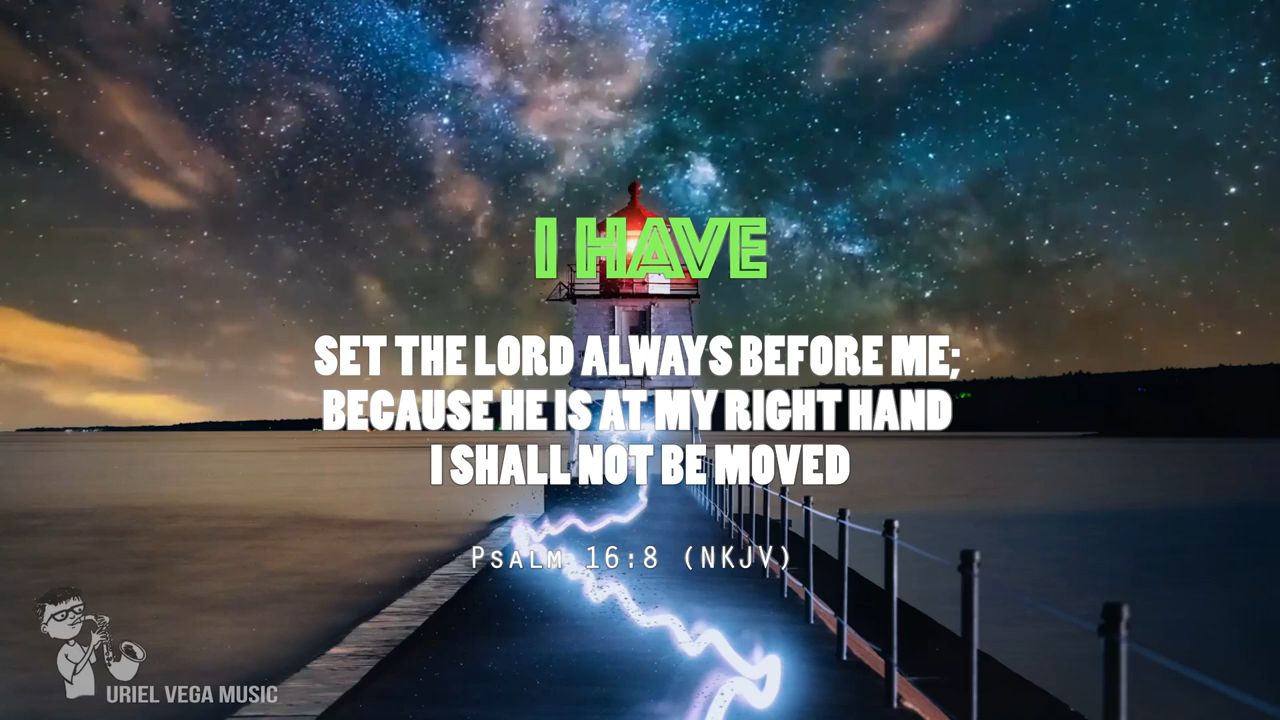 I HAVE
SET THE LORD ALWAYS BEFORE ME;
BECAUSE HE IS AT MY RIGHT HAND
I SHALL NOT BE MOVED
Psalm 16:8 (NKJV)
URIEL VEGA MUSIC